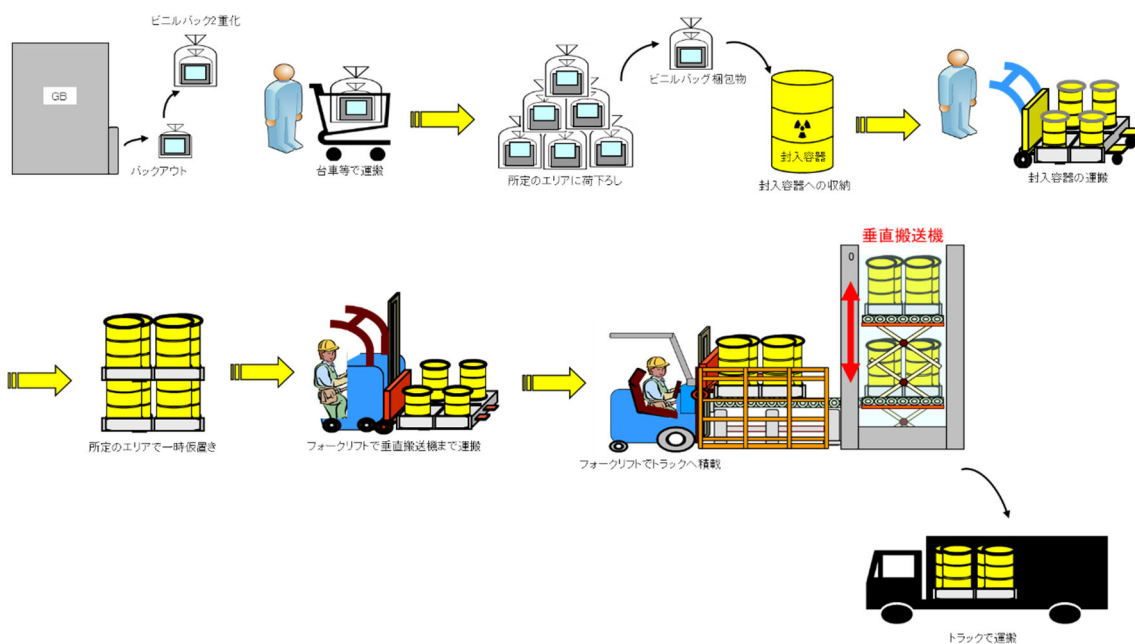 ビニルバック2重化
GB
バックアウト
台車等で運搬
所定のエリアに荷下ろし
ビニルバッグ梱包物
封入容器
封入容器への収納
封入容器の運搬
所定のエリアで一時仮置き
フォークリフトで垂直搬送機まで運搬
フォークリフトでトラックへ積載
垂直搬送機
0
トラックで運搬